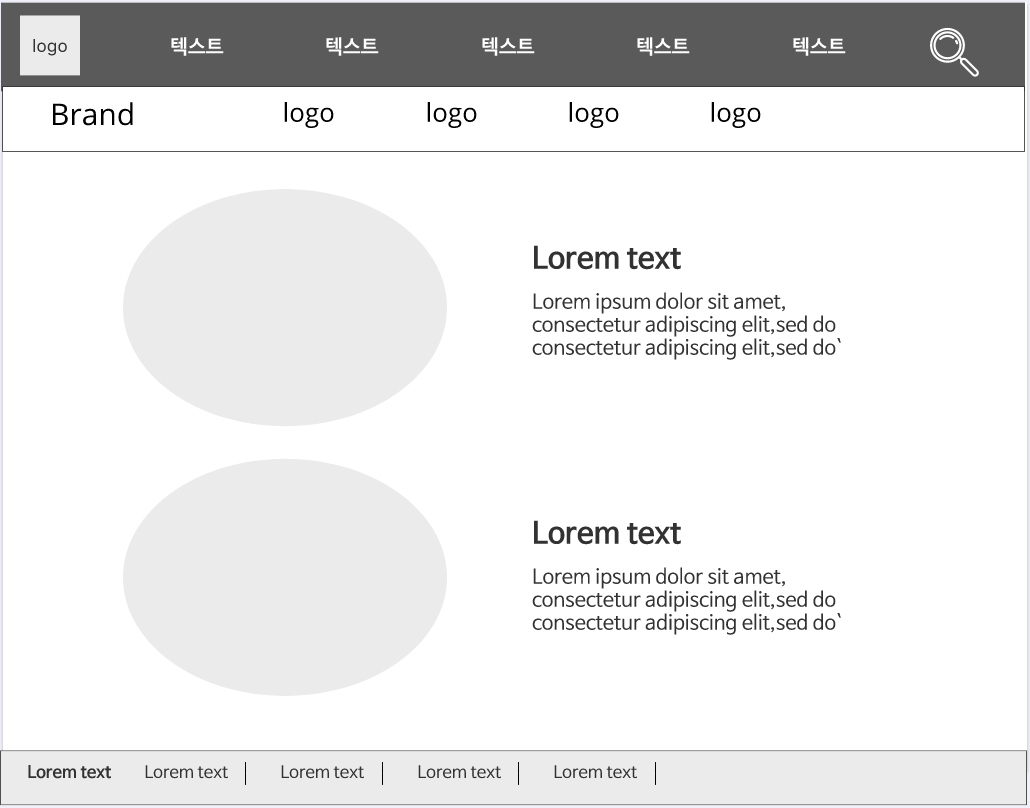 logo 텍스트 텍스트 텍스트 텍스트 텍스트
Brand logo logo logo logo
Lorem text
Lorem ipsum dolor sit amet,
consectetur adipiscing elit,sed do
consectetur adipiscing elit,sed do`
Lorem text
Lorem ipsum dolor sit amet,
consectetur adipiscing elit,sed do
consectetur adipiscing elit,sed do`
Lorem text Lorem text | Lorem text | Lorem text | Lorem text |